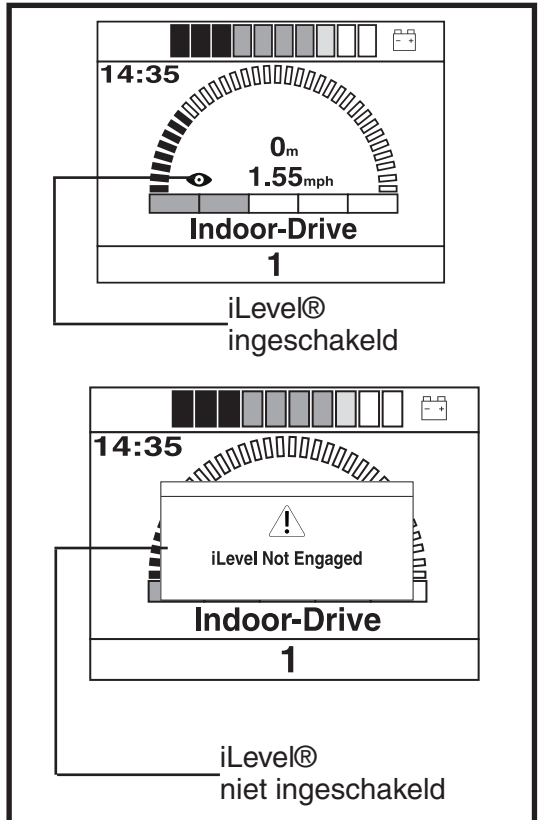 - +
14:35
0m
1.55mph
Indoor-Drive
1
iLevel®
ingeschakeld
- +
14:35
iLevel Not Engaged
Indoor-Drive
1
iLevel®
niet ingeschakeld